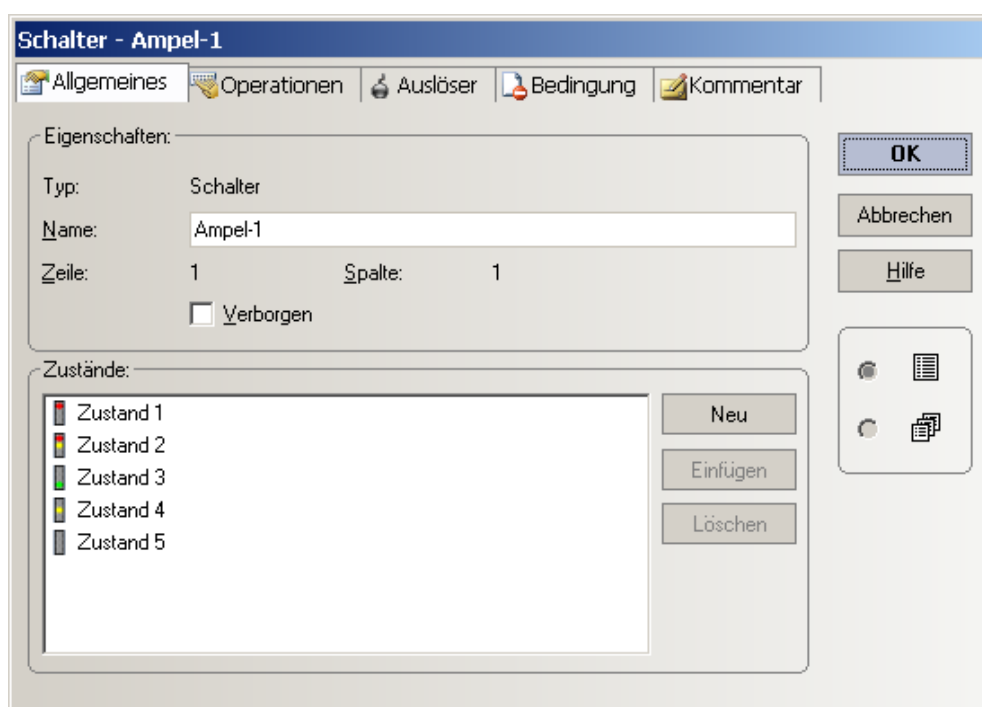 Schalter - Ampel-1
Allgemeines Operationen Auslöser Bedingung Kommentar
Eigenschaften:
Typ: Schalter
Name: Ampel-1
Zeile: 1 Spalte: 1
Verborgen
OK
Abbrechen
Hilfe
Zustände:
Zustand 1
Zustand 2
Zustand 3
Zustand 4
Zustand 5
Neu
Einfügen
Löschen